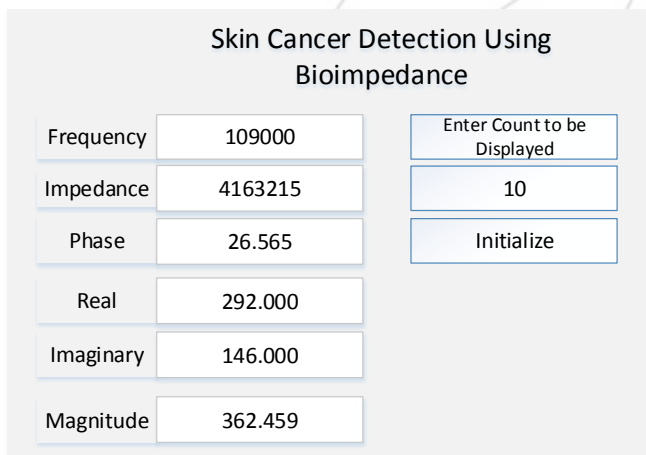 Skin Cancer Detection Using
Bioimpedance
Frequency 109000
Impedance 4163215
Phase 26.565
Real 292.000
Imaginary 146.000
Magnitude 362.459
Enter Count to be
Displayed
10
Initialize